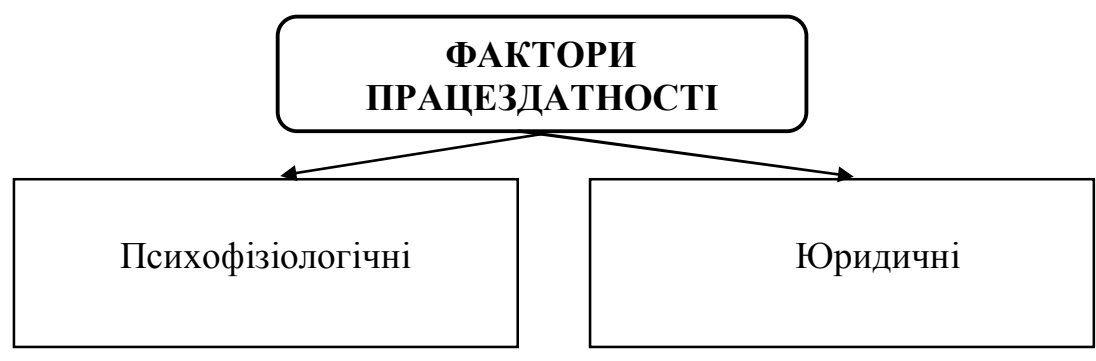 ФАКТОРИ
ПРАЦЕЗДАТНОСТІ
Психофізіологічні
Юридичні